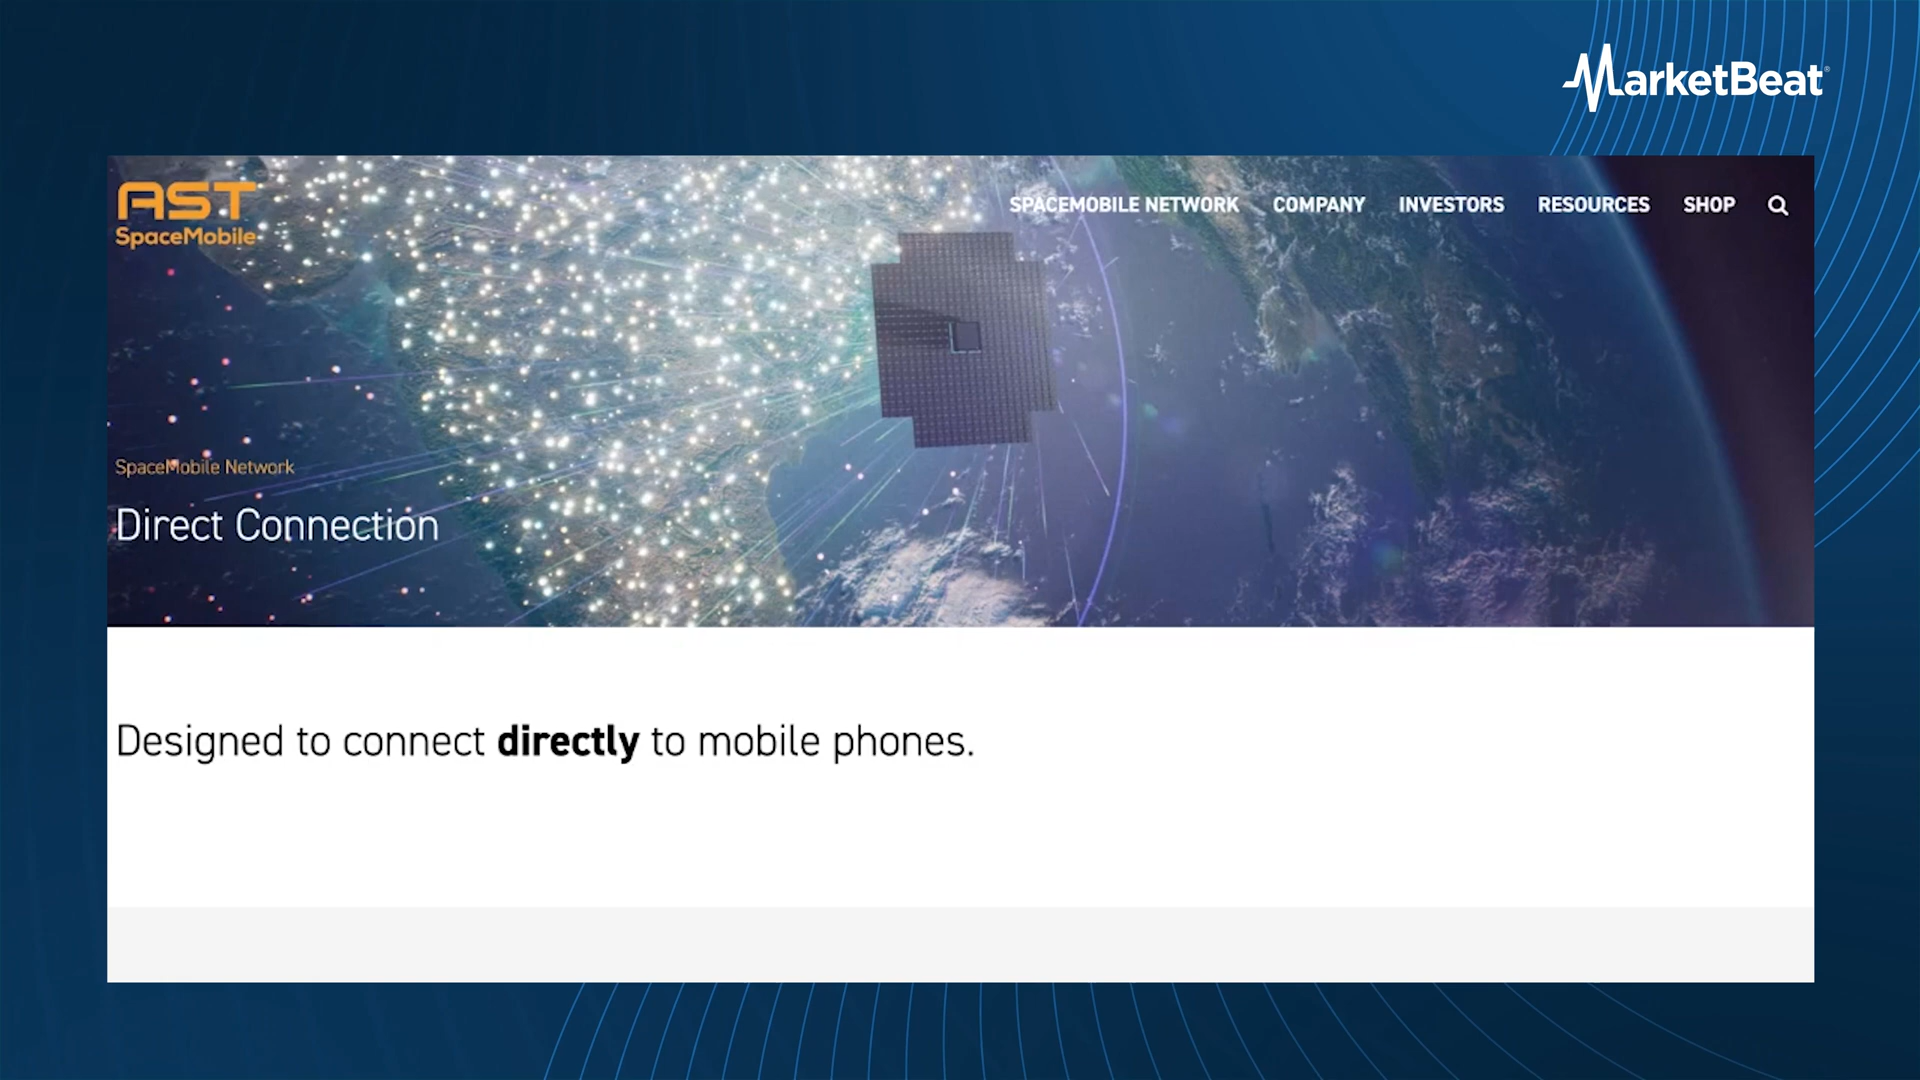 MarketBeat®
AST
SpaceMobile
SPACEMOBILE NETWORK COMPANY INVESTORS RESOURCES SHOP
SpaceMobile Network
Direct Connection
Designed to connect directly to mobile phones.